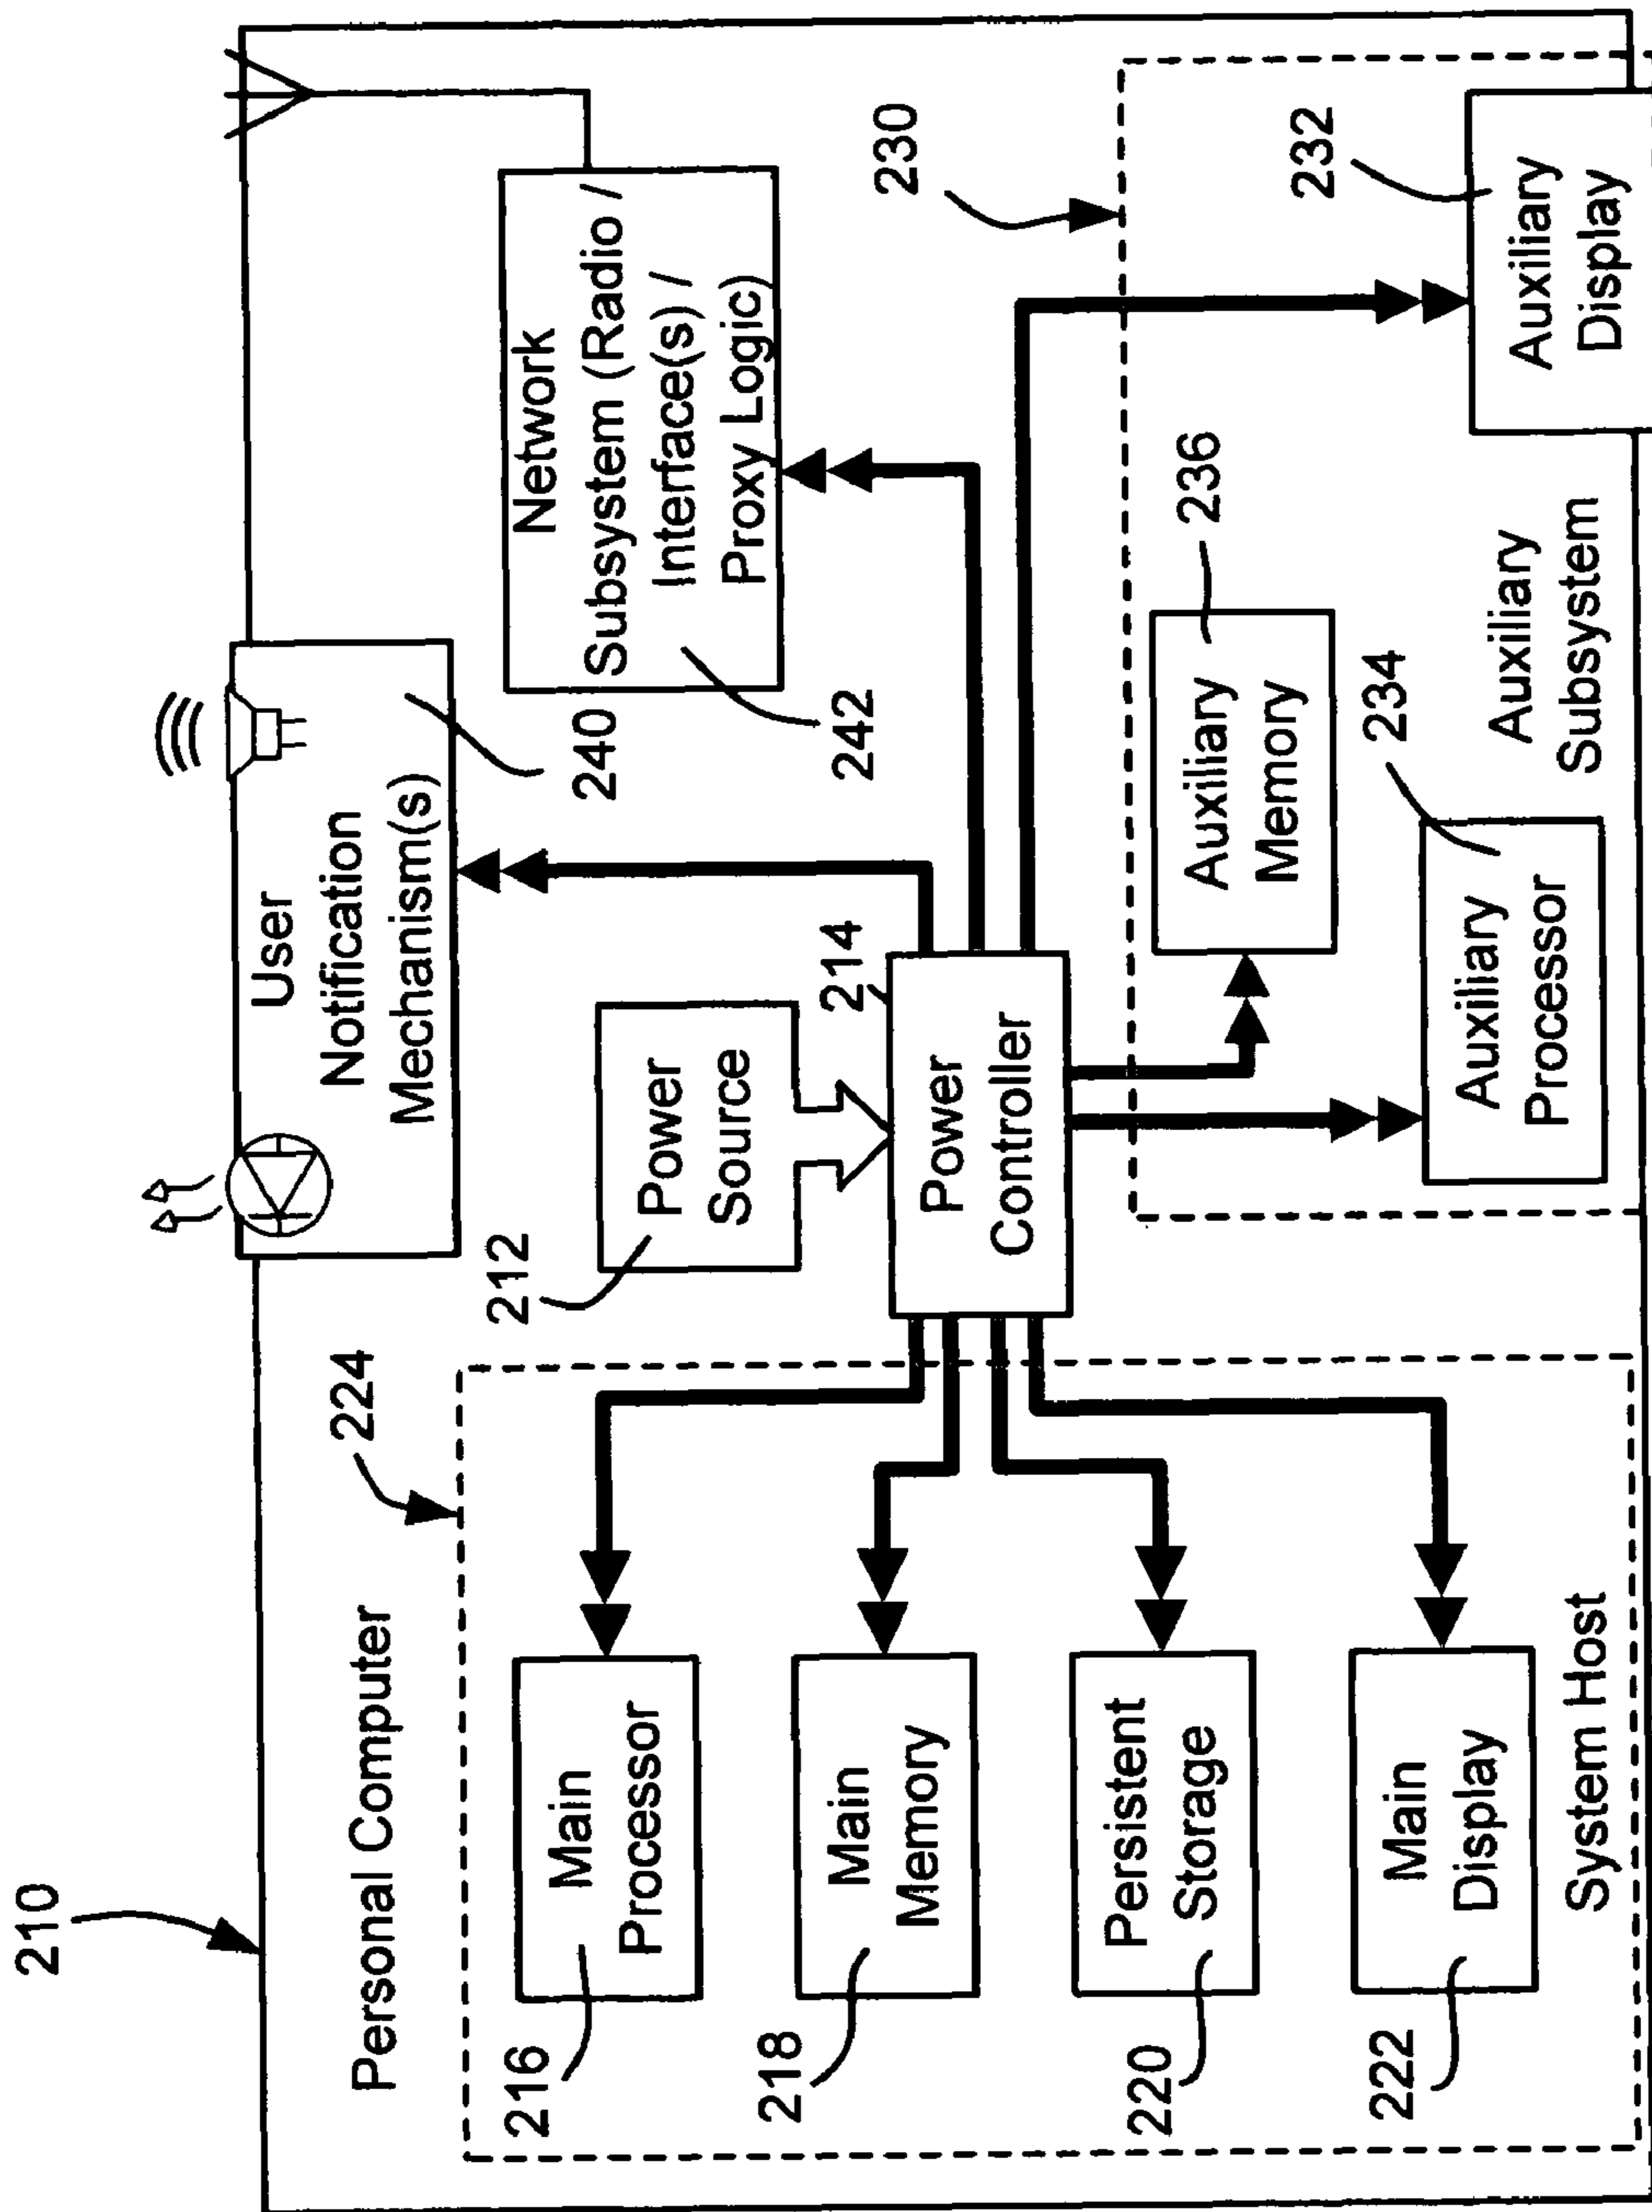 210
Personal Computer
224
216
Main
Processor
218
Main
Memory
220
Persistent
Storage
222
Main
Display
System Host
User
Notification
Mechanism(s)
240
212
Power
Source
214
Power
Controller
Network
Subsystem (Radio /
Interface(s) /
Proxy Logic)
242
230
236
Auxiliary
Memory
234
Auxiliary
Processor
232
Auxiliary
Display
Auxiliary
Subsystem